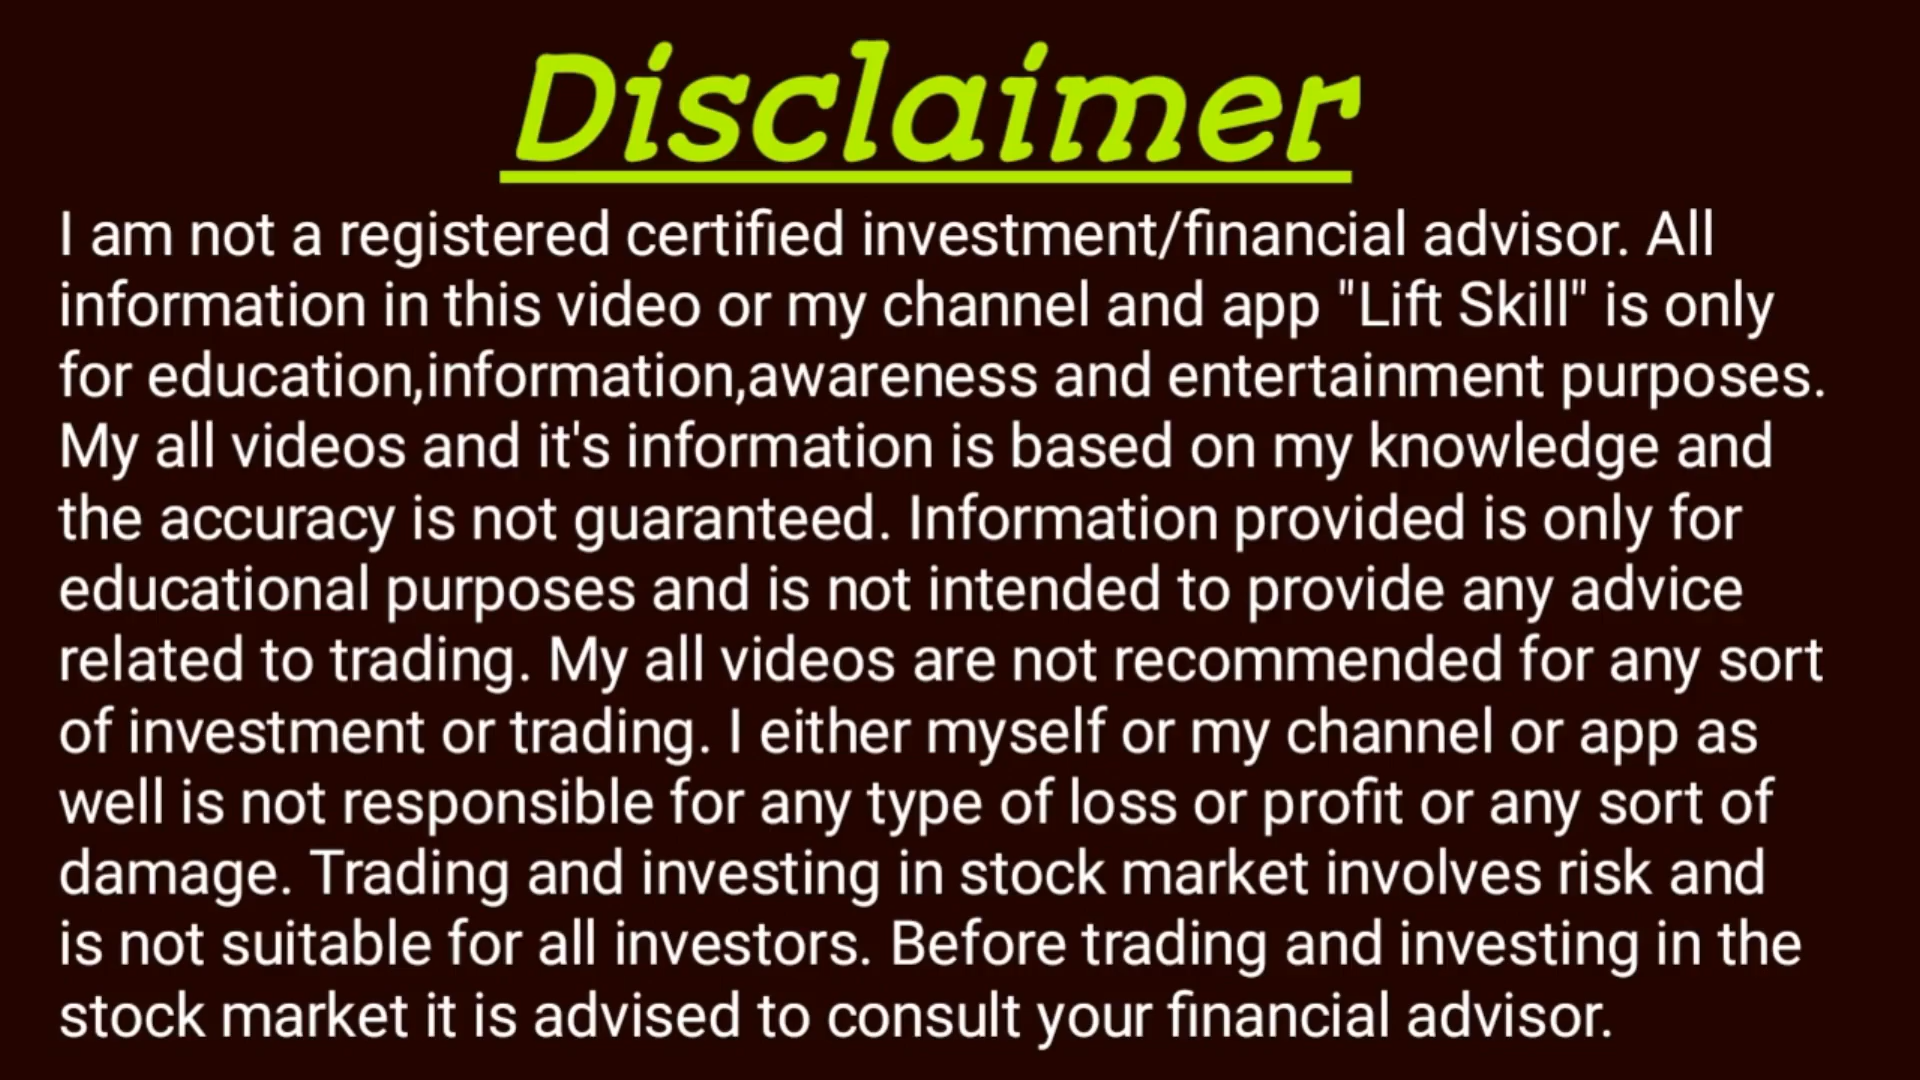 Disclaimer
I am not a registered certified investment/financial advisor. All
information in this video or my channel and app "Lift Skill" is only
for education,information,awareness and entertainment purposes.
My all videos and it's information is based on my knowledge and
the accuracy is not guaranteed. Information provided is only for
educational purposes and is not intended to provide any advice
related to trading. My all videos are not recommended for any sort
of investment or trading. I either myself or my channel or app as
well is not responsible for any type of loss or profit or any sort of
damage. Trading and investing in stock market involves risk and
is not suitable for all investors. Before trading and investing in the
stock market it is advised to consult your financial advisor.